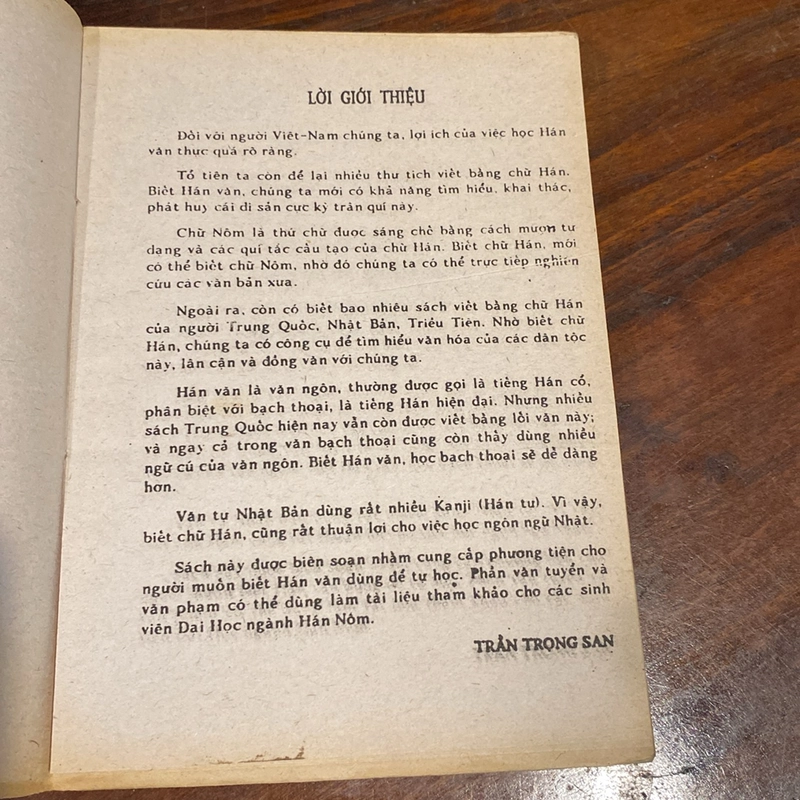 LỜI GIỚI THIỆU
Đối với người Việt-Nam chúng ta, lợi ích của việc học Hán
văn thực quá rõ ràng.
Tổ tiên ta còn để lại nhiều thư tịch viết bằng chữ Hán.
Biết Hán văn, chúng ta mới có khả năng tìm hiểu, khai thác,
phát huy cái di sản cực kỳ trân quí này.
Chữ Nôm là thứ chữ được sáng chế bằng cách mượn tự
dạng và các qui tắc cấu tạo của chữ Hán. Biết chữ Hán, mới
có thể biết chữ Nôm, nhờ đó chúng ta có thể trực tiếp nghiên
cứu các văn bản xưa.
Ngoài ra, còn có biết bao nhiêu sách viết bằng chữ Hán
của người Trung Quốc, Nhật Bản, Triều Tiên. Nhờ biết chữ
Hán, chúng ta có công cụ để tìm hiểu văn hóa của các dân tộc
này, lân cận và đồng văn với chúng ta.
Hán văn là văn ngôn, thường được gọi là tiếng Hán cổ,
phân biệt với bạch thoại, là tiếng Hán hiện đại. Nhưng nhiều
sách Trung Quốc hiện nay vẫn còn được viết bằng lối văn này;
và ngay cả trong văn bạch thoại cũng còn thấy dùng nhiều
ngữ cú của văn ngôn. Biết Hán văn, học bạch thoại sẽ dễ dàng
hơn.
Văn tự Nhật Bản dùng rất nhiều Kanji (Hán tự). Vì vậy,
biết chữ Hán, cũng rất thuận lợi cho việc học ngôn ngữ Nhật.
Sách này được biên soạn nhằm cung cấp phương tiện cho
người muốn biết Hán văn dùng để tự học. Phần văn tuyển và
văn phạm có thể dùng làm tài liệu tham khảo cho các sinh
viên Đại Học ngành Hán Nôm.
TRẦN TRỌNG SAN